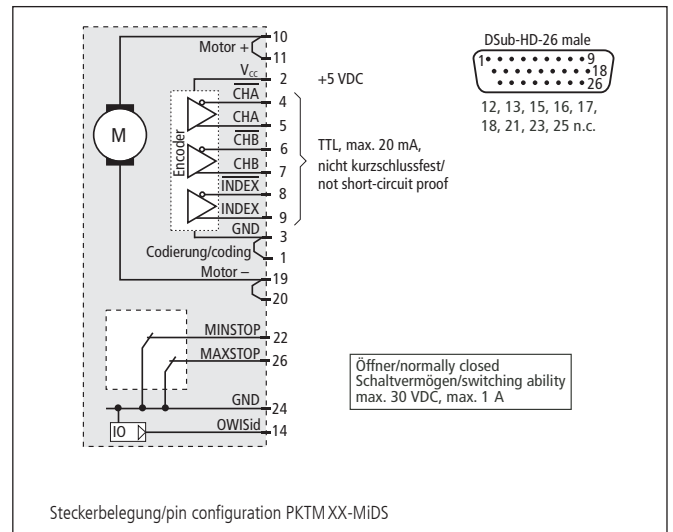 Motor +
10
11
V_CC
2
+5 VDC
C̅H̅A̅
4
CHA
5
C̅H̅B̅
6
CHB
7
I̅N̅D̅E̅X̅
8
INDEX
9
GND
3
Codierung/coding
1
Motor –
19
20
M
Encoder
TTL, max. 20 mA,
nicht kurzschlussfest/
not short-circuit proof
DSub-HD-26 male
1
9
18
26
12, 13, 15, 16, 17,
18, 21, 23, 25 n.c.
MINSTOP
22
MAXSTOP
26
GND
24
IO
OWISid
14
Öffner/normally closed
Schaltvermögen/switching ability
max. 30 VDC, max. 1 A
Steckerbelegung/pin configuration PKTM XX-MiDS